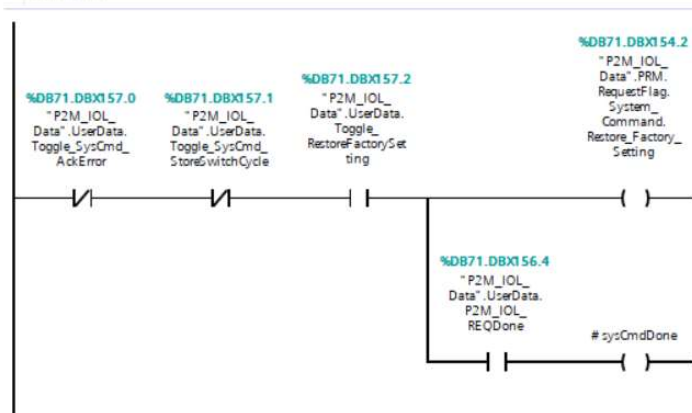 %DB71.DBX157.0
"P2M_IOL_
Data".UserData.
Toggle_SysCmd_
AckError
%DB71.DBX157.1
"P2M_IOL_
Data".UserData.
Toggle_SysCmd_
StoreSwitchCycle
%DB71.DBX157.2
"P2M_IOL_
Data".UserData.
Toggle_
RestoreFactorySet
ting
%DB71.DBX154.2
"P2M_IOL_
Data".PRM.
RequestFlag.
System_
Command.
Restore_Factory_
Setting
%DB71.DBX156.4
"P2M_IOL_
Data".UserData.
P2M_IOL_
REQDone
#sysCmdDone